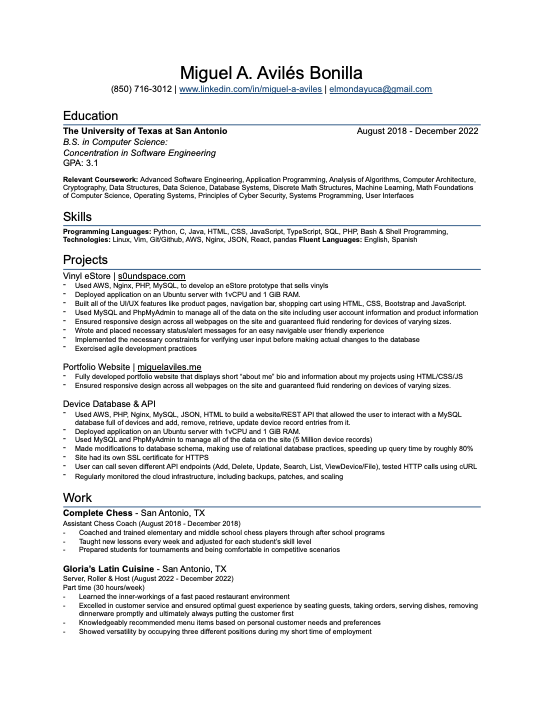 Miguel A. Avilés Bonilla
(850) 716-3012 | www.linkedin.com/in/miguel-a-aviles | elmondayuca@gmail.com
Education
The University of Texas at San Antonio August 2018 - December 2022
B.S. in Computer Science:
Concentration in Software Engineering
GPA: 3.1
Relevant Coursework: Advanced Software Engineering, Application Programming, Analysis of Algorithms, Computer Architecture,
Cryptography, Data Structures, Data Science, Database Systems, Discrete Math Structures, Machine Learning, Math Foundations
of Computer Science, Operating Systems, Principles of Cyber Security, Systems Programming, User Interfaces
Skills
Programming Languages: Python, C, Java, HTML, CSS, JavaScript, TypeScript, SQL, PHP, Bash & Shell Programming,
Technologies: Linux, Vim, Git/Github, AWS, Nginx, JSON, React, pandas Fluent Languages: English, Spanish
Projects
Vinyl eStore | s0undspace.com
- Used AWS, Nginx, PHP, MySQL, to develop an eStore prototype that sells vinyls
- Deployed application on an Ubuntu server with 1vCPU and 1 GiB RAM.
- Built all of the UI/UX features like product pages, navigation bar, shopping cart using HTML, CSS, Bootstrap and JavaScript.
- Used MySQL and PhpMyAdmin to manage all of the data on the site including user account information and product information
- Ensured responsive design across all webpages on the site and guaranteed fluid rendering for devices of varying sizes.
- Wrote and placed necessary status/alert messages for an easy navigable user friendly experience
- Implemented the necessary constraints for verifying user input before making actual changes to the database
- Exercised agile development practices
Portfolio Website | miguelaviles.me
- Fully developed portfolio website that displays short “about me” bio and information about my projects using HTML/CSS/JS
- Ensured responsive design across all webpages on the site and guaranteed fluid rendering on devices of varying sizes.
Device Database & API
- Used AWS, PHP, Nginx, MySQL, JSON, HTML to build a website/REST API that allowed the user to interact with a MySQL
database full of devices and add, remove, retrieve, update device record entries from it.
- Deployed application on an Ubuntu server with 1vCPU and 1 GiB RAM.
- Used MySQL and PhpMyAdmin to manage all of the data on the site (5 Million device records)
- Made modifications to database schema, making use of relational database practices, speeding up query time by roughly 80%
- Site had its own SSL certificate for HTTPS
- User can call seven different API endpoints (Add, Delete, Update, Search, List, ViewDevice/File), tested HTTP calls using cURL
- Regularly monitored the cloud infrastructure, including backups, patches, and scaling
Work
Complete Chess - San Antonio, TX
Assistant Chess Coach (August 2018 - December 2018)
- Coached and trained elementary and middle school chess players through after school programs
- Taught new lessons every week and adjusted for each student’s skill level
- Prepared students for tournaments and being comfortable in competitive scenarios
Gloria’s Latin Cuisine - San Antonio, TX
Server, Roller & Host (August 2022 - December 2022)
Part time (30 hours/week)
- Learned the inner-workings of a fast paced restaurant environment
- Excelled in customer service and ensured optimal guest experience by seating guests, taking orders, serving dishes, removing
dinnerware promptly and ultimately always putting the customer first
- Knowledgeably recommended menu items based on personal customer needs and preferences
- Showed versatility by occupying three different positions during my short time of employment